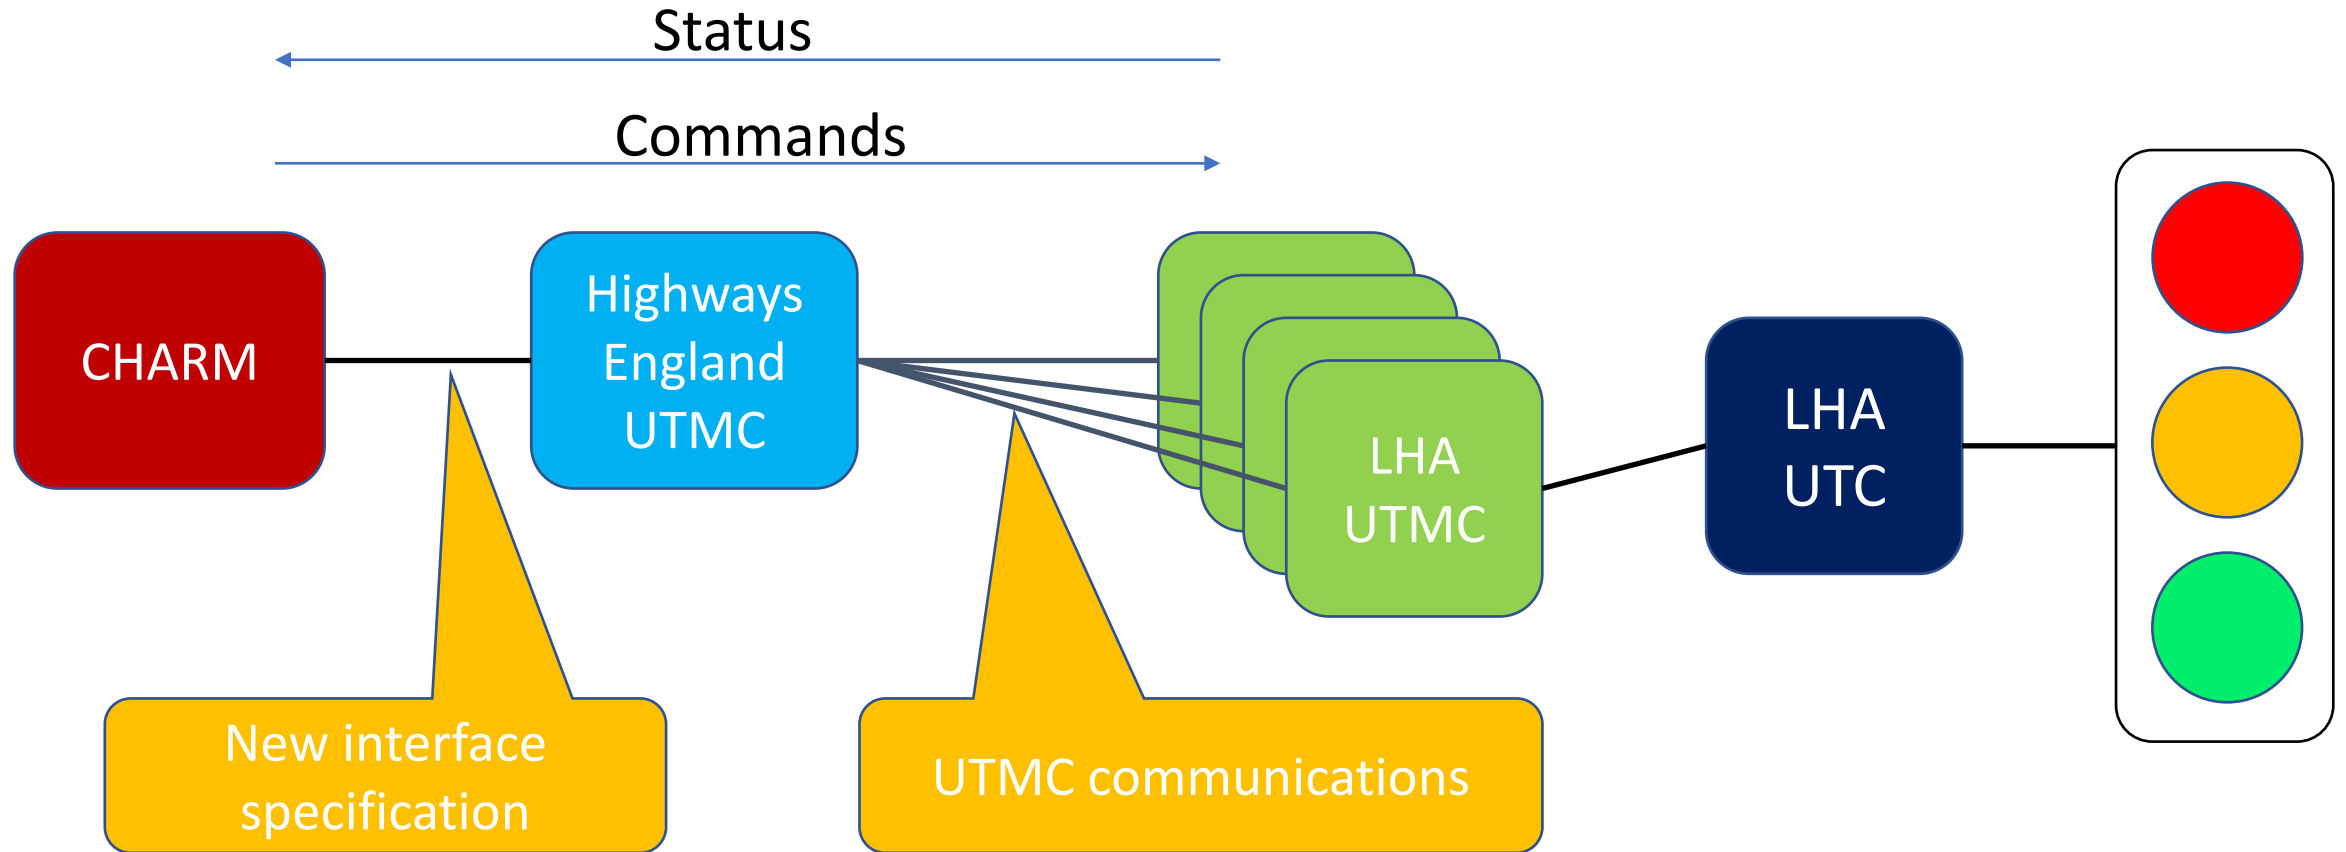 Status
Commands
CHARM
Highways
England
UTMC
LHA
UTMC
LHA
UTC
New interface
specification
UTMC communications